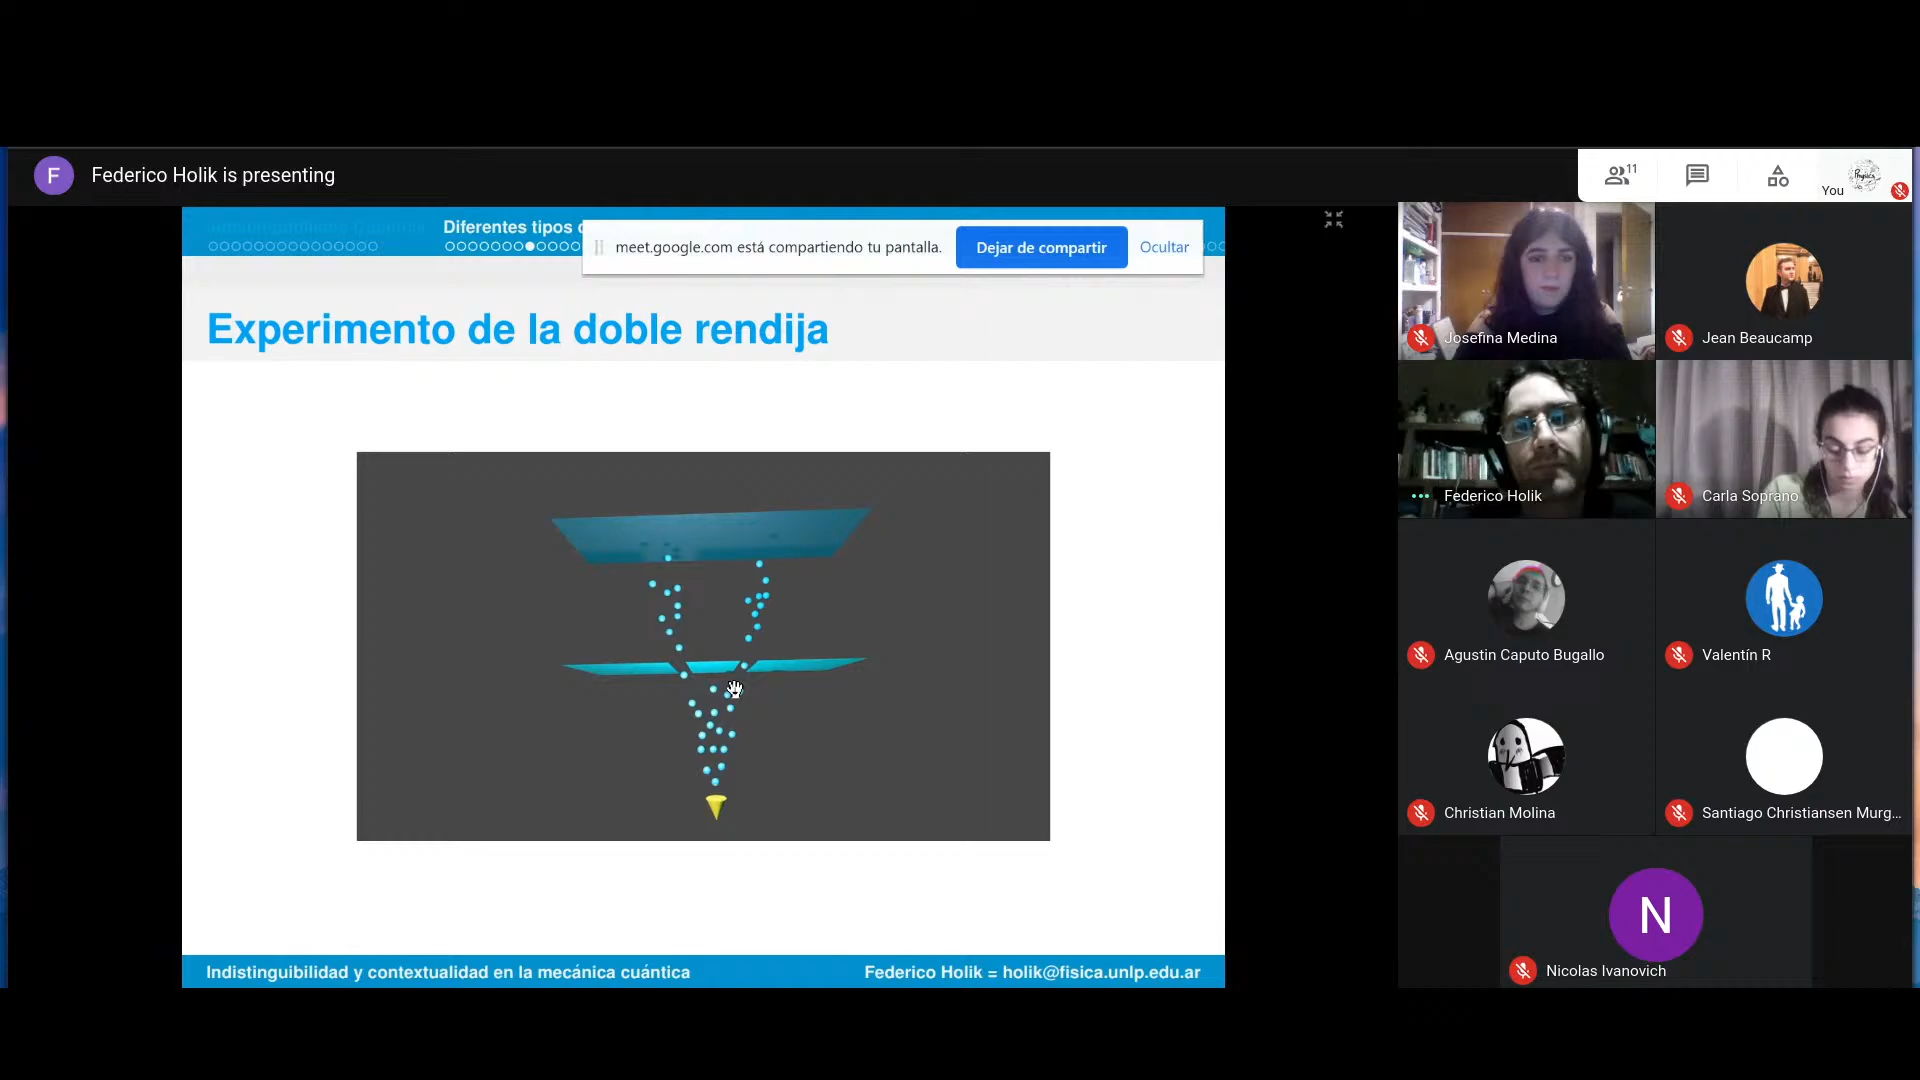 F
Federico Holik is presenting
11
You
Physics
Diferentes tipos d
meet.google.com está compartiendo tu pantalla.
Dejar de compartir
Ocultar
Experimento de la doble rendija
Josefina Medina
Jean Beaucamp
Federico Holik
Carla Soprano
Agustin Caputo Bugallo
Valentín R
Christian Molina
Santiago Christiansen Murg...
N
Nicolas Ivanovich
Indistinguibilidad y contextualidad en la mecánica cuántica
Federico Holik = holik@fisica.unlp.edu.ar